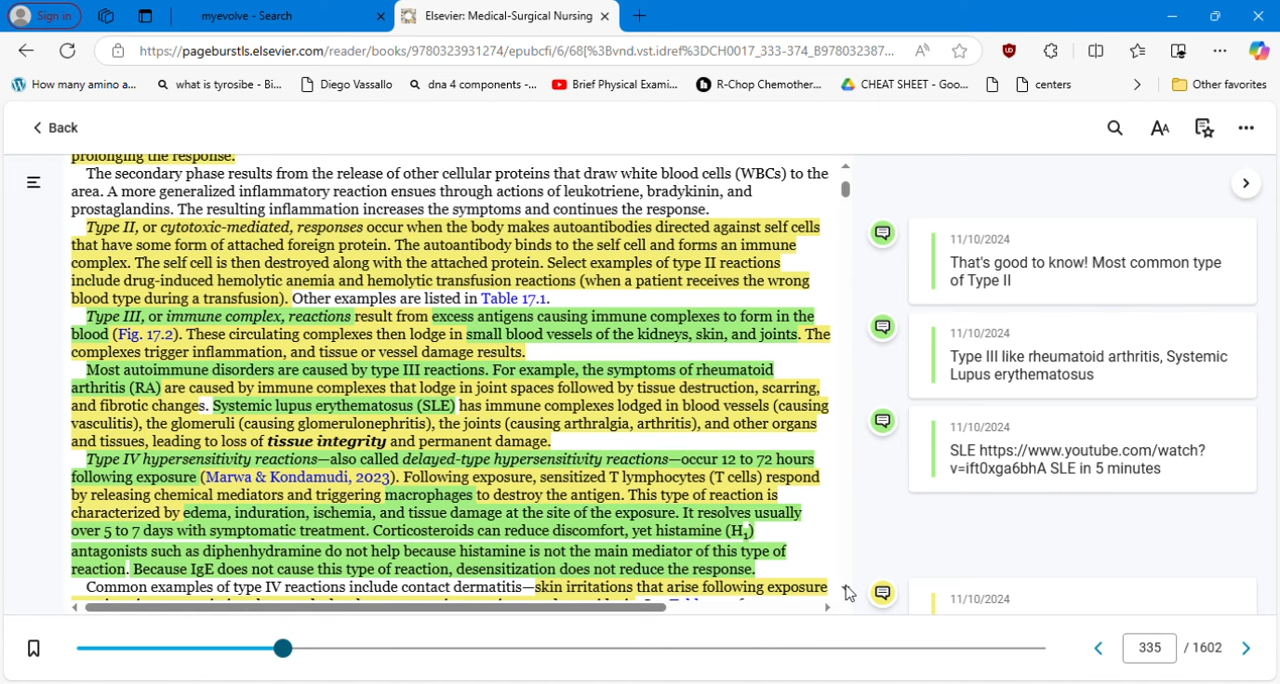 Sign in
myevolve - Search
Elsevier: Medical-Surgical Nursing
https://pageburstls.elsevier.com/reader/books/9780323931274/epubcfi/6/68[%3Bvnd.vst.idref%3DCH0017_333-374_B978032387...
How many amino a...
what is tyrosibe - Bi...
Diego Vassallo
dna 4 components -...
Brief Physical Exami...
R-Chop Chemother...
CHEAT SHEET - Goo...
centers
Other favorites
Back
prolonging the response.
The secondary phase results from the release of other cellular proteins that draw white blood cells (WBCs) to the
area. A more generalized inflammatory reaction ensues through actions of leukotriene, bradykinin, and
prostaglandins. The resulting inflammation increases the symptoms and continues the response.
Type II, or cytotoxic-mediated, responses occur when the body makes autoantibodies directed against self cells
that have some form of attached foreign protein. The autoantibody binds to the self cell and forms an immune
complex. The self cell is then destroyed along with the attached protein. Select examples of type II reactions
include drug-induced hemolytic anemia and hemolytic transfusion reactions (when a patient receives the wrong
blood type during a transfusion). Other examples are listed in Table 17.1.
Type III, or immune complex, reactions result from excess antigens causing immune complexes to form in the
blood (Fig. 17.2). These circulating complexes then lodge in small blood vessels of the kidneys, skin, and joints. The
complexes trigger inflammation, and tissue or vessel damage results.
Most autoimmune disorders are caused by type III reactions. For example, the symptoms of rheumatoid
arthritis (RA) are caused by immune complexes that lodge in joint spaces followed by tissue destruction, scarring,
and fibrotic changes. Systemic lupus erythematosus (SLE) has immune complexes lodged in blood vessels (causing
vasculitis), the glomeruli (causing glomerulonephritis), the joints (causing arthralgia, arthritis), and other organs
and tissues, leading to loss of tissue integrity and permanent damage.
Type IV hypersensitivity reactions—also called delayed-type hypersensitivity reactions—occur 12 to 72 hours
following exposure (Marwa & Kondamudi, 2023). Following exposure, sensitized T lymphocytes (T cells) respond
by releasing chemical mediators and triggering macrophages to destroy the antigen. This type of reaction is
characterized by edema, induration, ischemia, and tissue damage at the site of the exposure. It resolves usually
over 5 to 7 days with symptomatic treatment. Corticosteroids can reduce discomfort, yet histamine (H1)
antagonists such as diphenhydramine do not help because histamine is not the main mediator of this type of
reaction. Because IgE does not cause this type of reaction, desensitization does not reduce the response.
Common examples of type IV reactions include contact dermatitis—skin irritations that arise following exposure
11/10/2024
That's good to know! Most common type
of Type II
11/10/2024
Type III like rheumatoid arthritis, Systemic
Lupus erythematosus
11/10/2024
SLE https://www.youtube.com/watch?
v=ift0xga6bhA SLE in 5 minutes
11/10/2024
335 / 1602